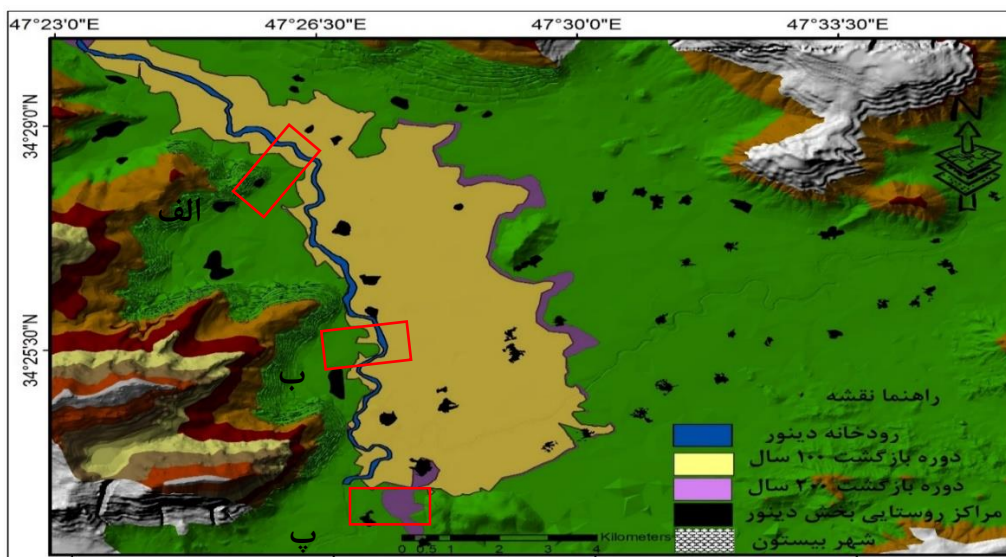 47°23'0"E 47°26'30"E 47°30'0"E 47°33'30"E
34°29'0"N
34°25'30"N
N
الف
ب
پ
راهنما نقشه
رودخانه دینور
دوره بازگشت ۱۰۰ سال
دوره بازگشت ۲۰۰ سال
مراکز روستایی بخش دینور
شهر بیستون
Kilometers
0 0.5 1 2 3 4